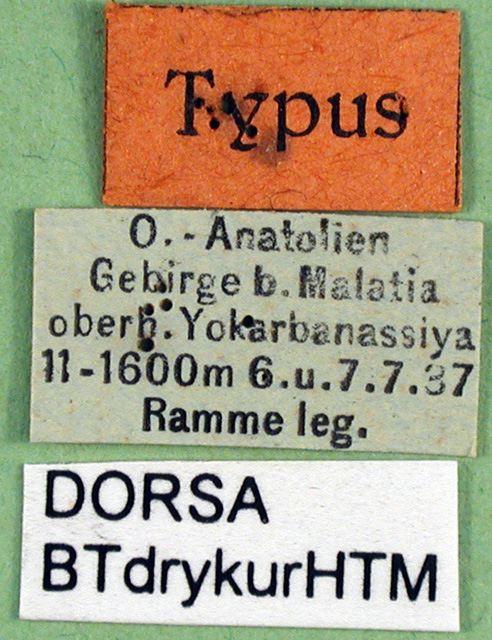 Typus
O. - Anatolien
Gebirge b. Malatia
oberh. Yokarbanassiya
11-1600m 6.u.7.7.37
Ramme leg.
DORSA
BTdrykurHTM